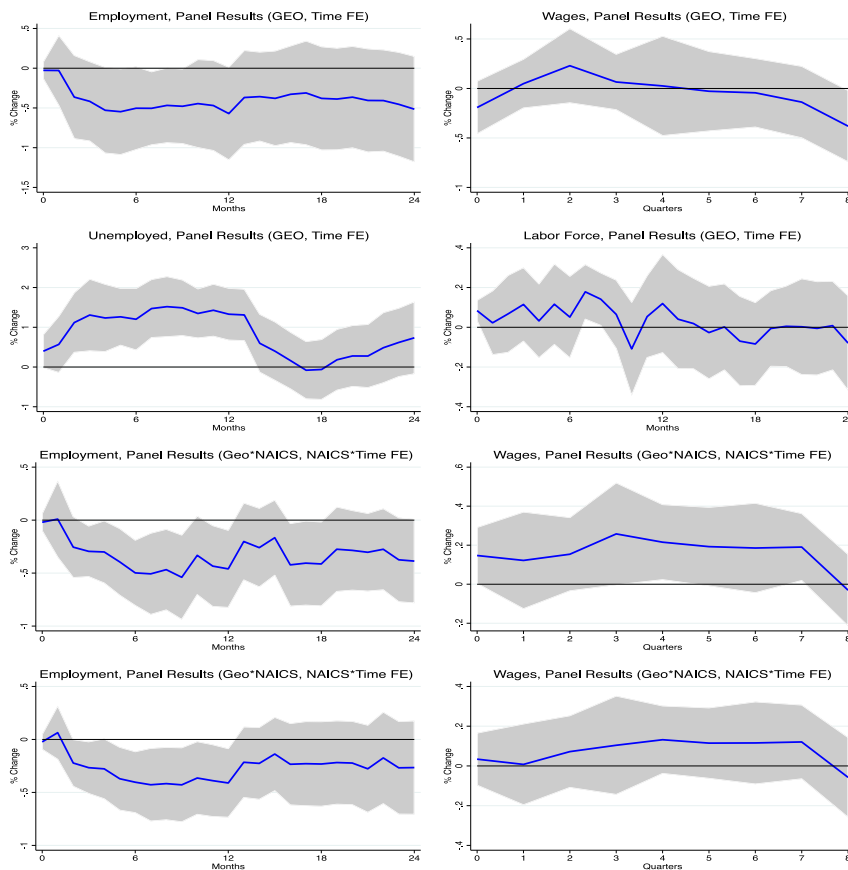 Employment, Panel Results (GEO, Time FE)
% Change
.5
0
-.5
-1
-1.5
0 6 12 18 24
Months
Wages, Panel Results (GEO, Time FE)
% Change
.5
0
-.5
-1
0 1 2 3 4 5 6 7 8
Quarters
Unemployed, Panel Results (GEO, Time FE)
% Change
3
2
1
0
-1
0 6 12 18 24
Months
Labor Force, Panel Results (GEO, Time FE)
% Change
.4
.2
0
-.2
-.4
0 6 12 18
Months
Employment, Panel Results (Geo*NAICS, NAICS*Time FE)
% Change
.5
0
-.5
-1
0 6 12 18 24
Months
Wages, Panel Results (Geo*NAICS, NAICS*Time FE)
% Change
.6
.4
.2
0
-.2
0 1 2 3 4 5 6 7 8
Quarters
Employment, Panel Results (Geo*NAICS, NAICS*Time FE)
% Change
.5
0
-.5
-1
0 6 12 18 24
Months
Wages, Panel Results (Geo*NAICS, NAICS*Time FE)
% Change
.4
.2
0
-.2
-.4
0 1 2 3 4 5 6 7 8
Quarters